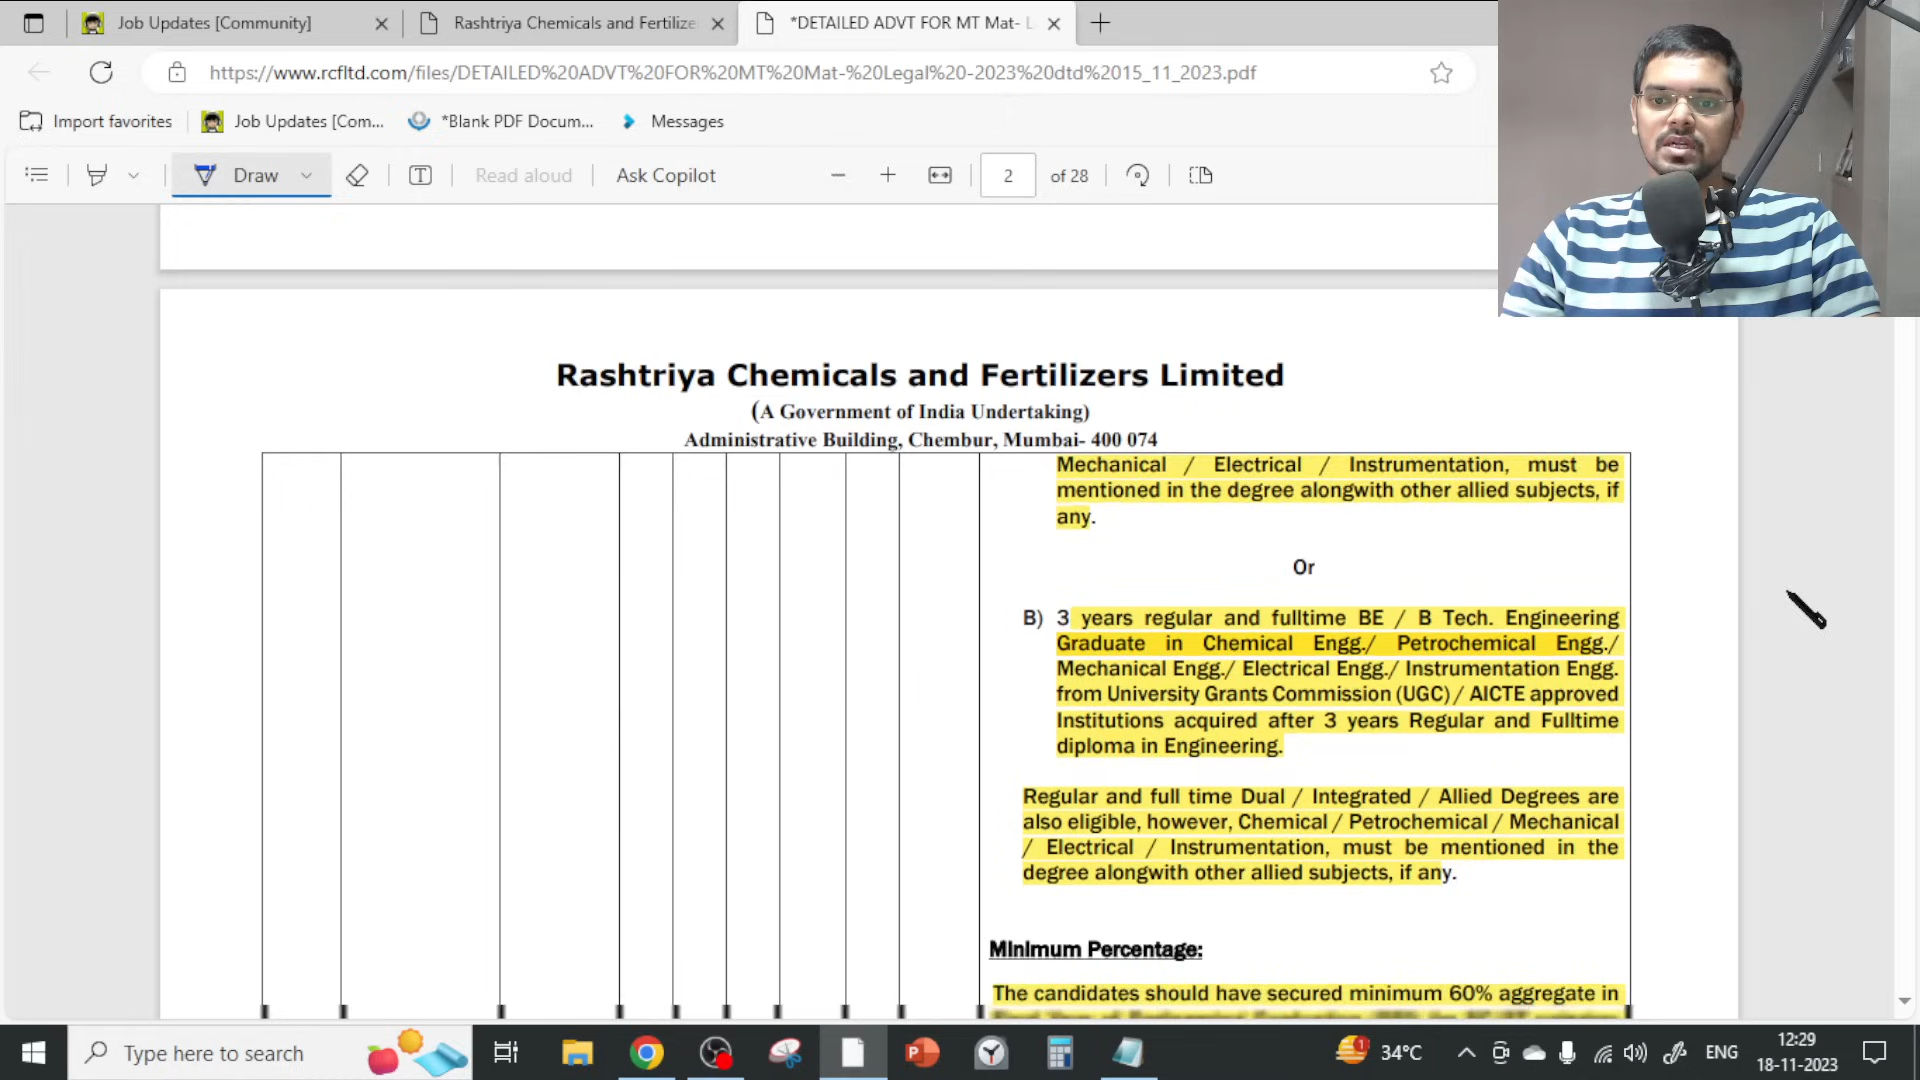 Job Updates [Community]
Rashtriya Chemicals and Fertilize
*DETAILED ADVT FOR MT Mat- L
https://www.rcfltd.com/files/DETAILED%20ADVT%20FOR%20MT%20Mat-%20Legal%20-2023%20dtd%2015_11_2023.pdf
Import favorites
Job Updates [Com...
*Blank PDF Docum...
Messages
Draw
Read aloud
Ask Copilot
2
of 28
Rashtriya Chemicals and Fertilizers Limited
(A Government of India Undertaking)
Administrative Building, Chembur, Mumbai- 400 074
Mechanical / Electrical / Instrumentation, must be
mentioned in the degree alongwith other allied subjects, if
any.
Or
B) 3 years regular and fulltime BE / B Tech. Engineering
Graduate in Chemical Engg./ Petrochemical Engg./
Mechanical Engg./ Electrical Engg./ Instrumentation Engg.
from University Grants Commission (UGC) / AICTE approved
Institutions acquired after 3 years Regular and Fulltime
diploma in Engineering.
Regular and full time Dual / Integrated / Allied Degrees are
also eligible, however, Chemical / Petrochemical / Mechanical
/ Electrical / Instrumentation, must be mentioned in the
degree alongwith other allied subjects, if any.
Minimum Percentage:
The candidates should have secured minimum 60% aggregate in
Type here to search
1
34°C
ENG
12:29
18-11-2023